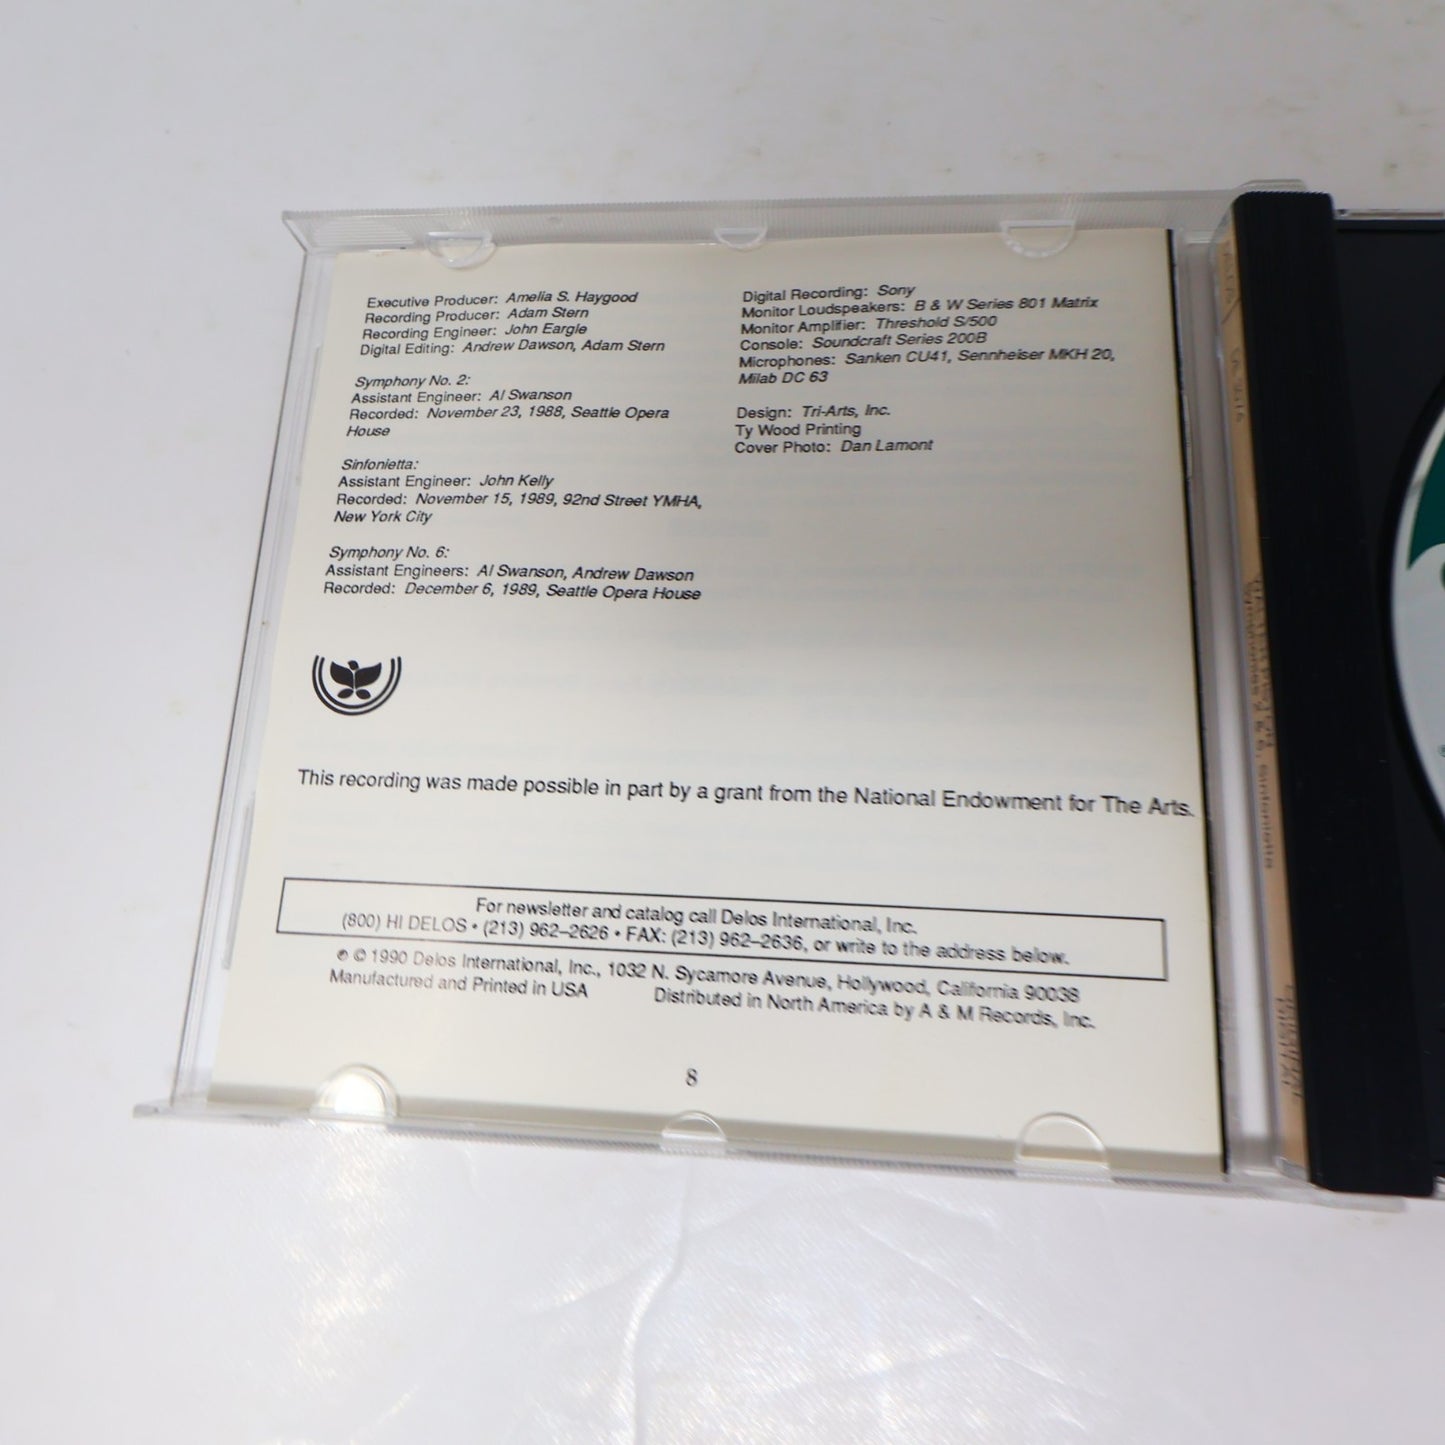 Executive Producer: Amelia S. Haygood
Recording Producer: Adam Stern
Recording Engineer: John Eargle
Digital Editing: Andrew Dawson, Adam Stern
Symphony No. 2:
Assistant Engineer: Al Swanson
Recorded: November 23, 1988, Seattle Opera
House
Sinfonietta:
Assistant Engineer: John Kelly
Recorded: November 15, 1989, 92nd Street YMHA,
New York City
Symphony No. 6:
Assistant Engineers: Al Swanson, Andrew Dawson
Recorded: December 6, 1989, Seattle Opera House
Digital Recording: Sony
Monitor Loudspeakers: B & W Series 801 Matrix
Monitor Amplifier: Threshold S/500
Console: Soundcraft Series 200B
Microphones: Sanken CU41, Sennheiser MKH 20,
Milab DC 63
Design: Tri-Arts, Inc.
Ty Wood Printing
Cover Photo: Dan Lamont
This recording was made possible in part by a grant from the National Endowment for The Arts.
For newsletter and catalog call Delos International, Inc.
(800) HI DELOS • (213) 962–2626 • FAX: (213) 962–2636, or write to the address below.
℗ © 1990 Delos International, Inc., 1032 N. Sycamore Avenue, Hollywood, California 90038
Manufactured and Printed in USA Distributed in North America by A & M Records, Inc.
8
Symphonies 2 & 6, Sinfonietta